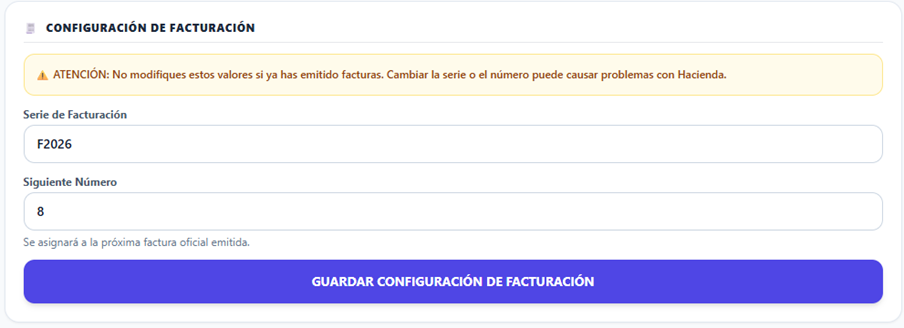 CONFIGURACIÓN DE FACTURACIÓN
ATENCIÓN: No modifiques estos valores si ya has emitido facturas. Cambiar la serie o el número puede causar problemas con Hacienda.
Serie de Facturación
F2026
Siguiente Número
8
Se asignará a la próxima factura oficial emitida.
GUARDAR CONFIGURACIÓN DE FACTURACIÓN